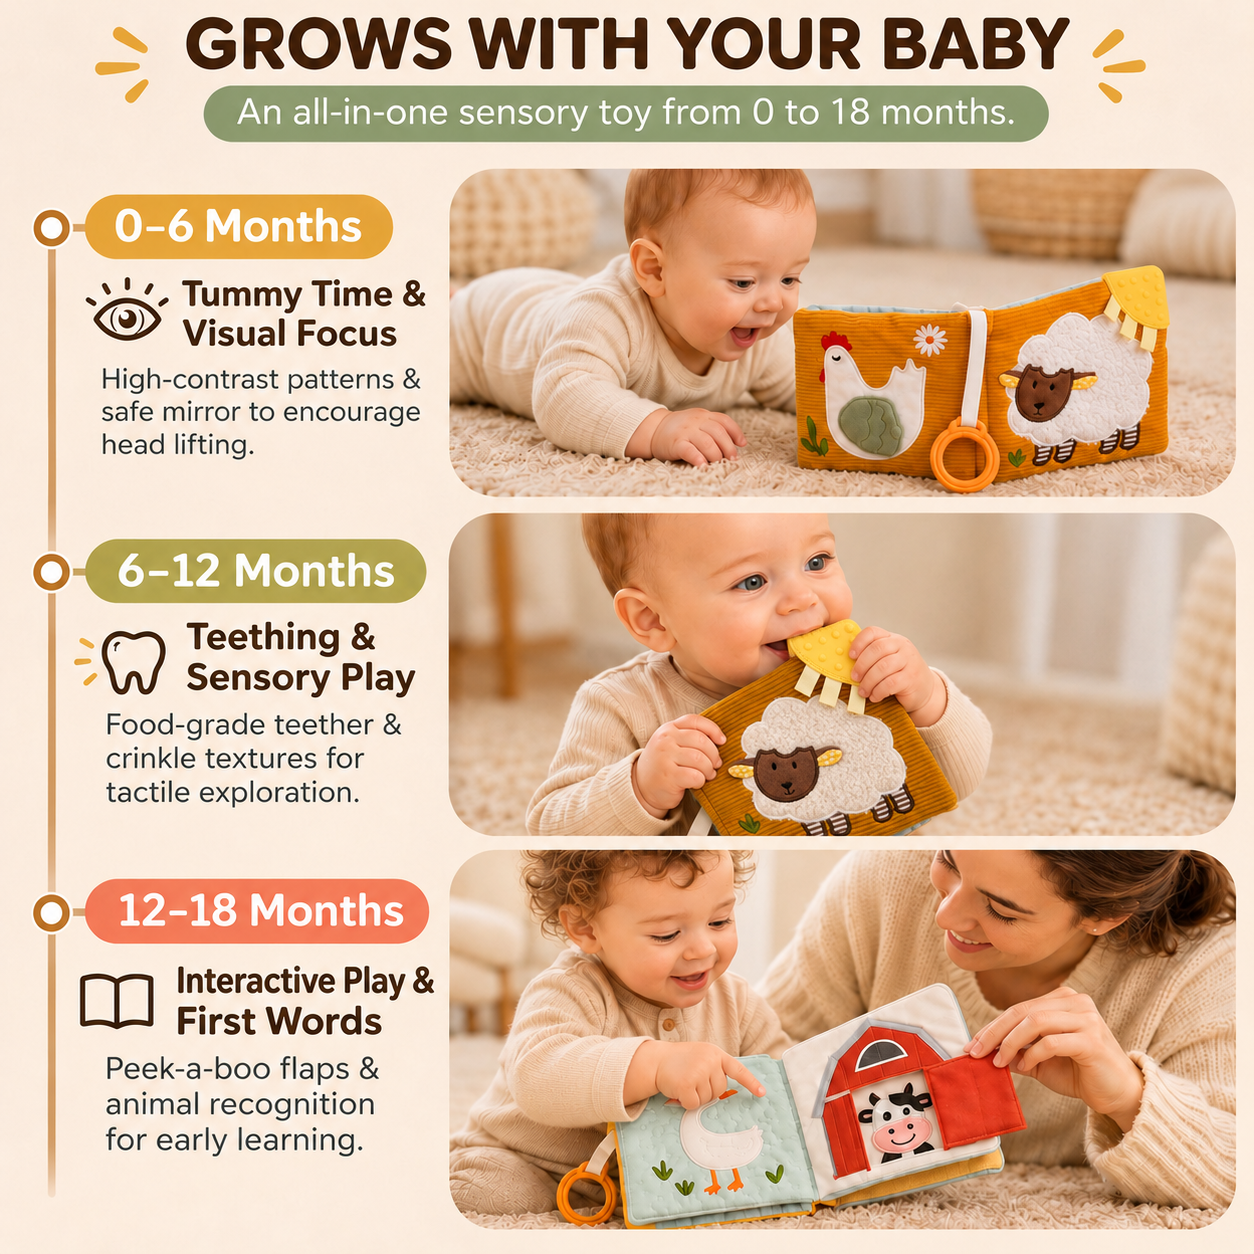 GROWS WITH YOUR BABY
An all-in-one sensory toy from 0 to 18 months.
0–6 Months
Tummy Time &
Visual Focus
High-contrast patterns &
safe mirror to encourage
head lifting.
6–12 Months
Teething &
Sensory Play
Food-grade teether &
crinkle textures for
tactile exploration.
12–18 Months
Interactive Play &
First Words
Peek-a-boo flaps &
animal recognition
for early learning.